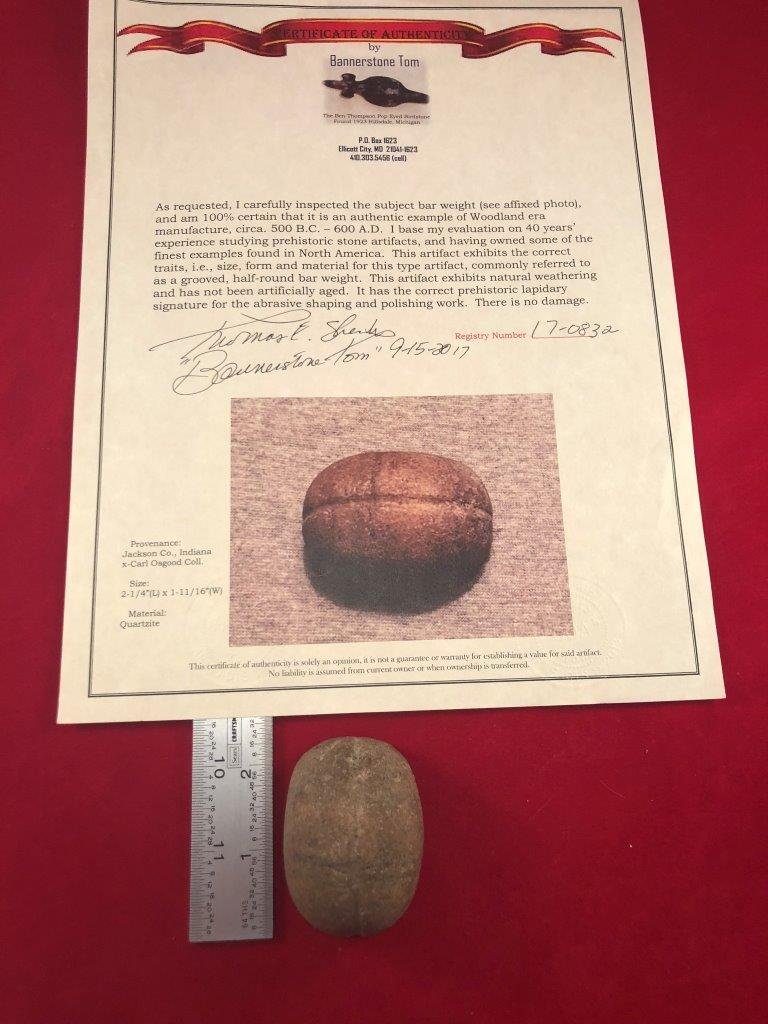 CERTIFICATE OF AUTHENTICITY
by
Bannerstone Tom
The Ben Thompson Pop Eyed Birdstone
Found 1923 Hillsdale, Michigan
P.O. Box 1623
Ellicott City, MD 21041-1623
410.303.5456 (cell)
As requested, I carefully inspected the subject bar weight (see affixed photo),
and am 100% certain that it is an authentic example of Woodland era
manufacture, circa. 500 B.C. – 600 A.D. I base my evaluation on 40 years'
experience studying prehistoric stone artifacts, and having owned some of the
finest examples found in North America. This artifact exhibits the correct
traits, i.e., size, form and material for this type artifact, commonly referred to
as a grooved, half-round bar weight. This artifact exhibits natural weathering
and has not been artificially aged. It has the correct prehistoric lapidary
signature for the abrasive shaping and polishing work. There is no damage.
Thomas E.
"Bannerstone Tom" 9-15-2017
Registry Number 17-0832
Provenance:
Jackson Co., Indiana
x-Carl Osgood Coll.
Size:
2-1/4"(L) x 1-11/16"(W)
Material:
Quartzite
This certificate of authenticity is solely an opinion, it is not a guarantee or warranty for establishing a value for said artifact.
No liability is assumed from current owner or when ownership is transferred.
Sears
10
2
11
1
64 THS